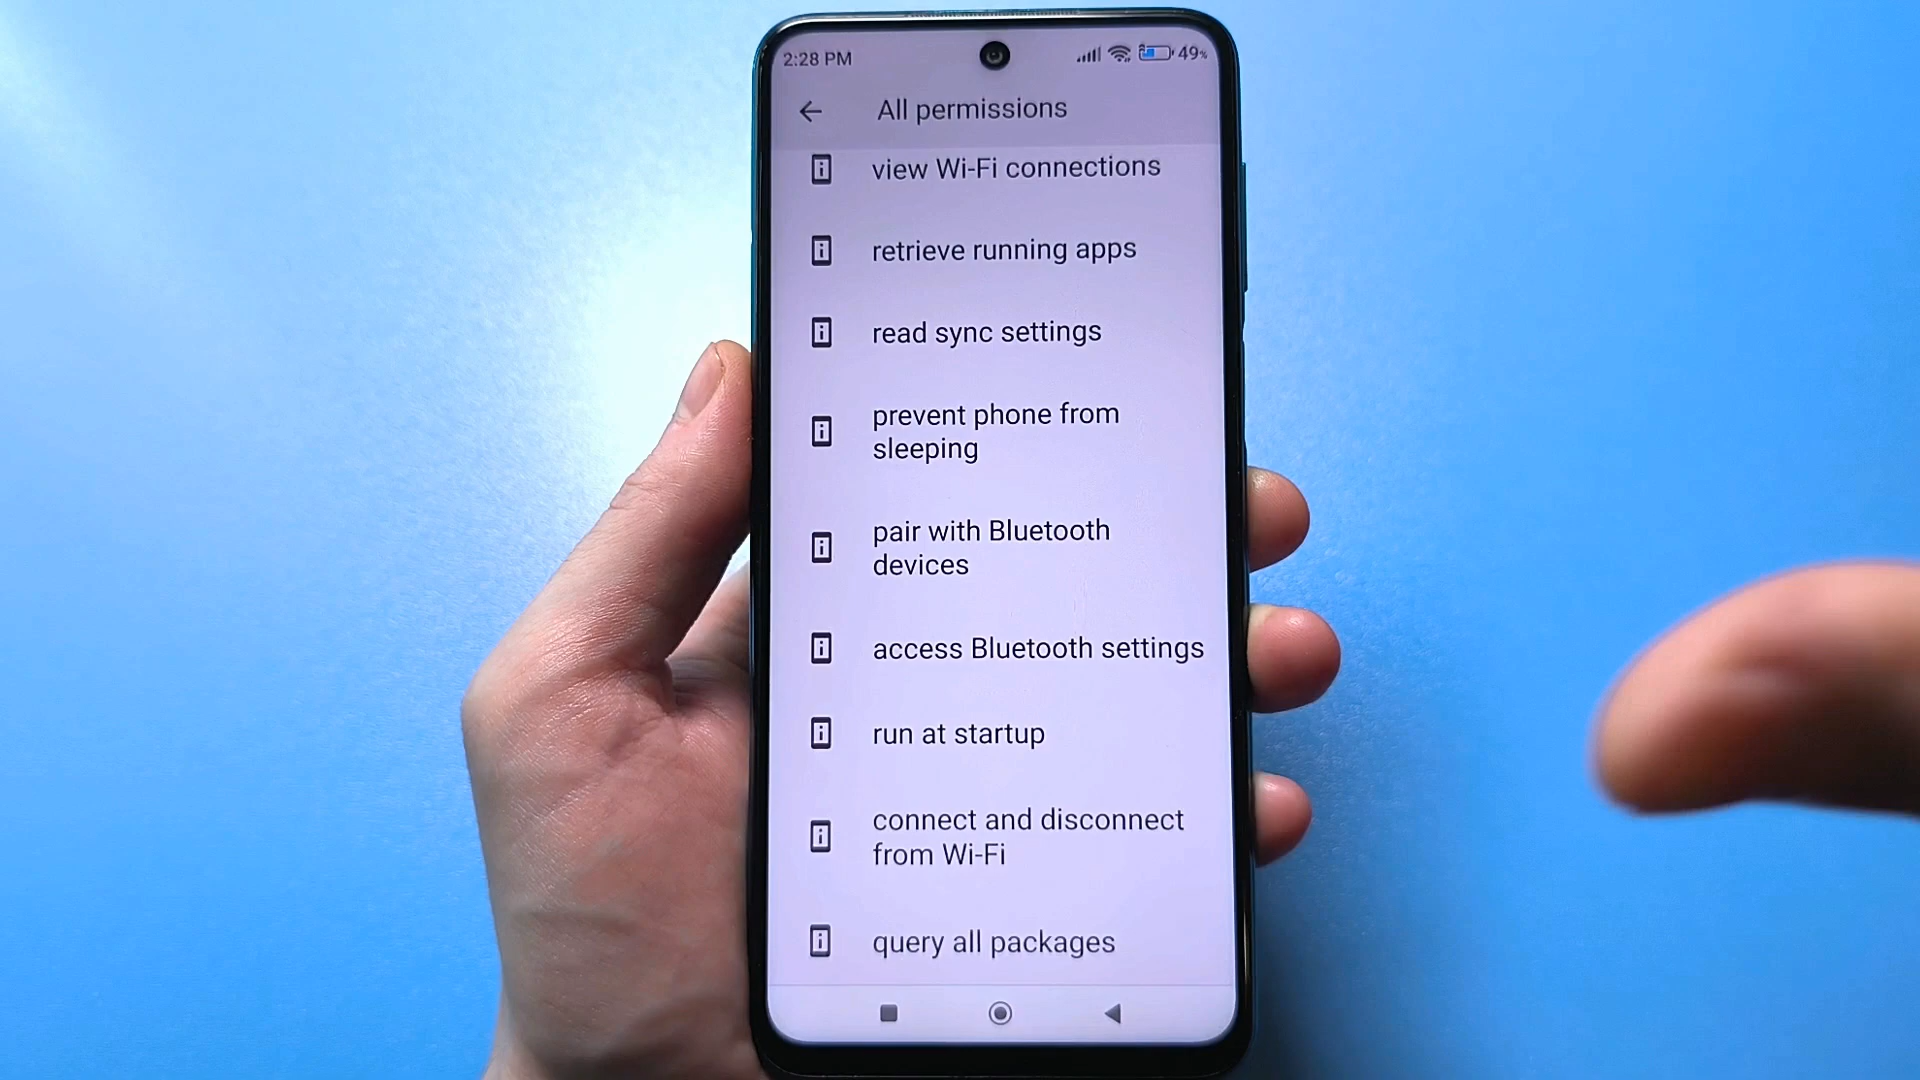 2:28 PM
49%
All permissions
view Wi-Fi connections
retrieve running apps
read sync settings
prevent phone from
sleeping
pair with Bluetooth
devices
access Bluetooth settings
run at startup
connect and disconnect
from Wi-Fi
query all packages